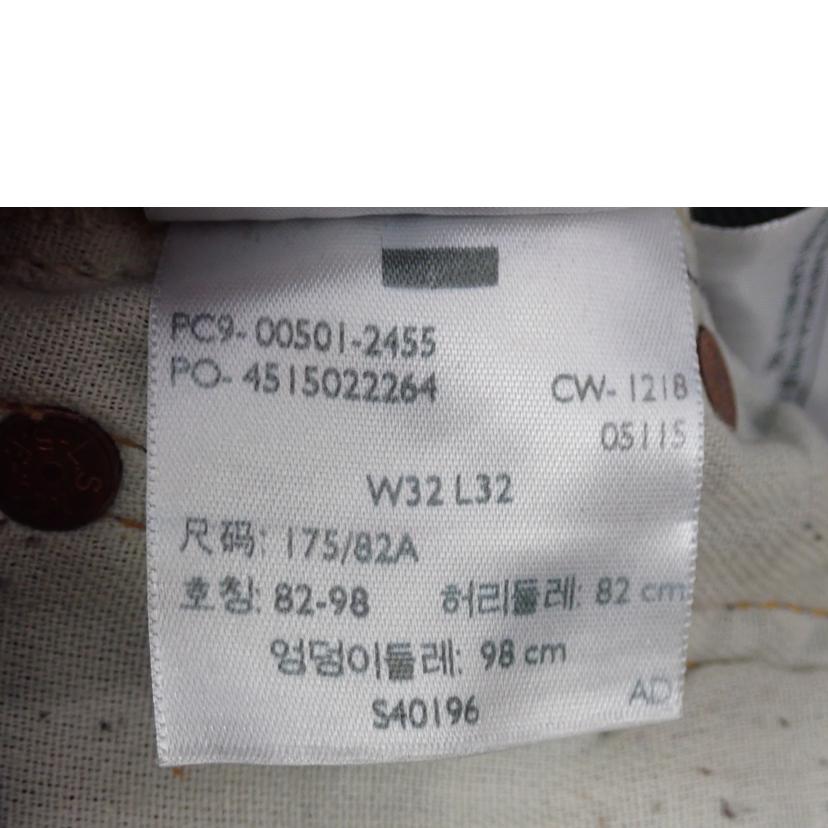 PC9- 00501-2455
PO- 4515022264 CW- 1218
05115
W32 L32
尺码: 175/82A
호칭: 82-98 허리둘레: 82 cm
엉덩이둘레: 98 cm
S40196 AD